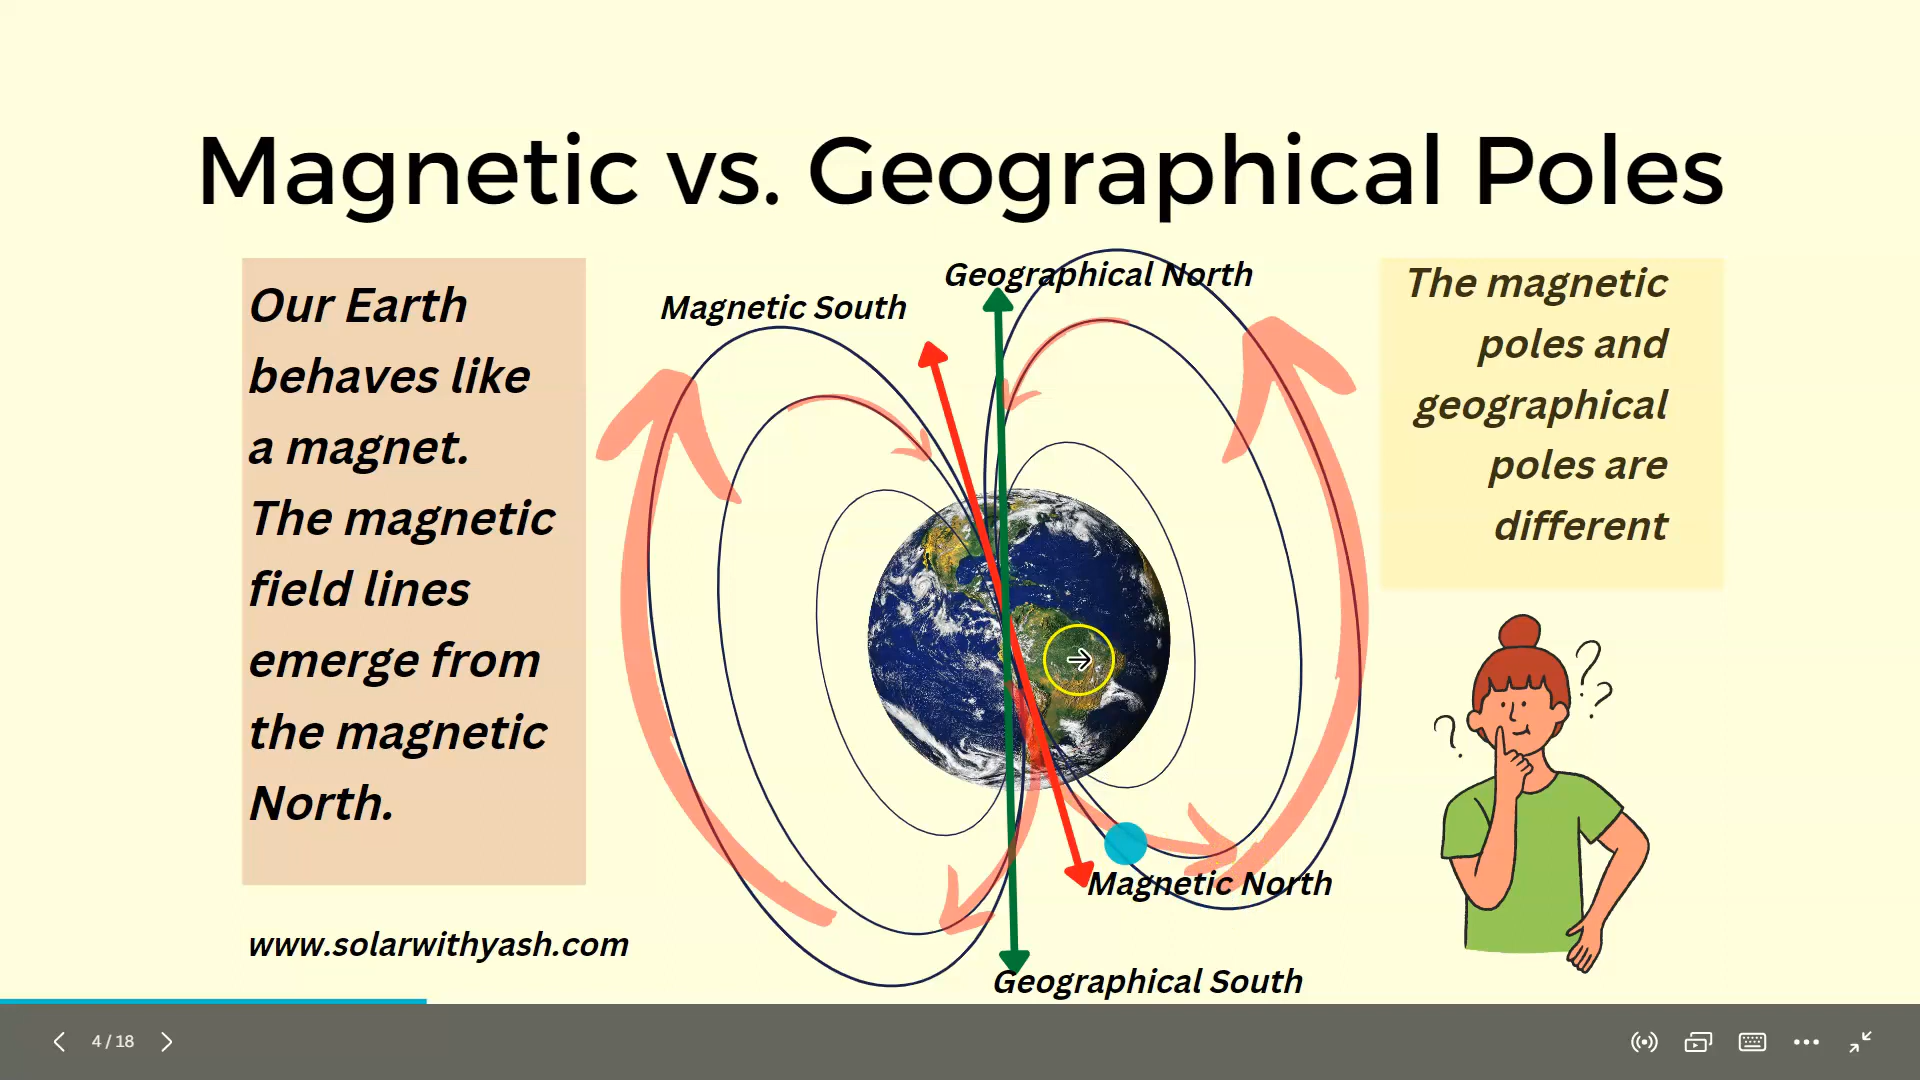 Magnetic vs. Geographical Poles
Our Earth
behaves like
a magnet.
The magnetic
field lines
emerge from
the magnetic
North.
Geographical North
Magnetic South
The magnetic
poles and
geographical
poles are
different
Magnetic North
Geographical South
www.solarwithyash.com
4 / 18